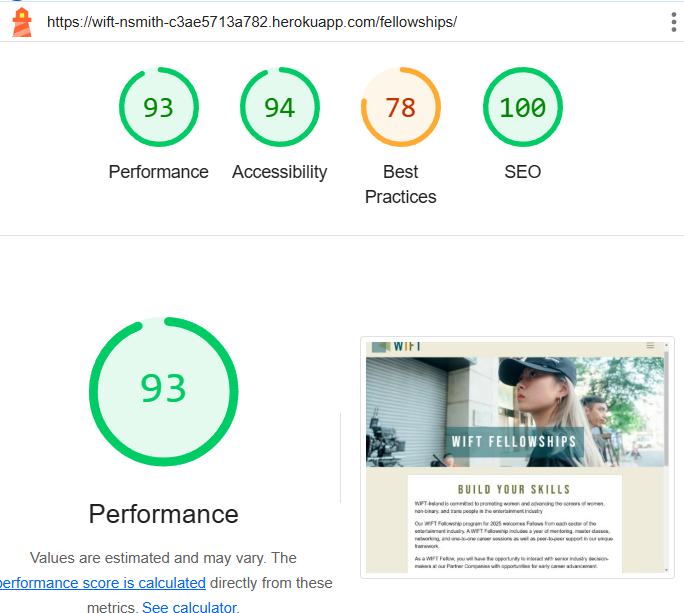 https://wift-nsmith-c3ae5713a782.herokuapp.com/fellowships/
93
94
78
100
Performance
Accessibility
Best
Practices
SEO
93
Performance
Values are estimated and may vary. The
performance score is calculated directly from these
metrics. See calculator.
WIFT
WIFT FELLOWSHIPS
BUILD YOUR SKILLS
WIFT-Ireland is committed to promoting women and advancing the careers of women,
non-binary, and trans people in the entertainment industry
Our WIFT Fellowship program for 2025 welcomes Fellows from each sector of the
entertainment industry. A WIFT Fellowship includes a year of mentoring, master classes,
networking, and one-to-one career sessions as well as peer-to-peer support in our unique
framework.
As a WIFT Fellow, you will have the opportunity to interact with senior industry decision-
makers at our Partner Companies with opportunities for early career advancement.